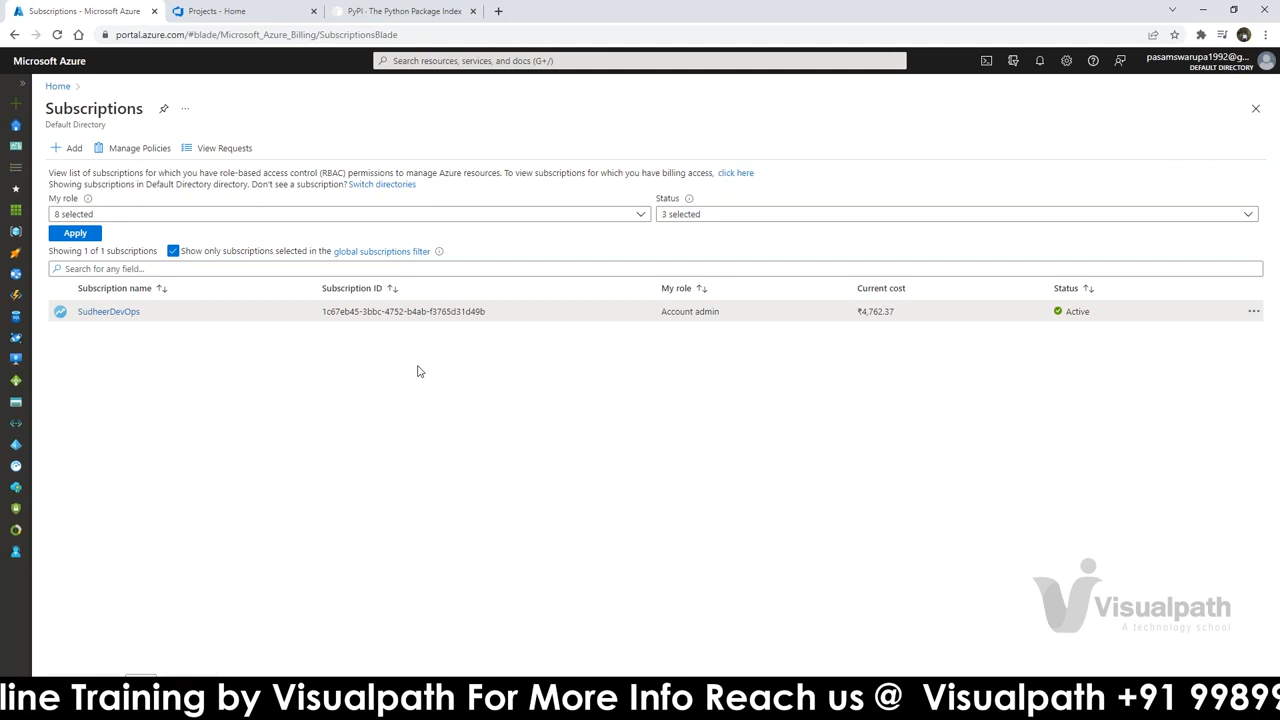 Subscriptions - Microsoft Azure
Projects - Home
PyPI · The Python Package Index
portal.azure.com/#blade/Microsoft_Azure_Billing/SubscriptionsBlade
Microsoft Azure
Search resources, services, and docs (G+/)
pasamswarupa1992@g...
DEFAULT DIRECTORY
Home
Subscriptions
Default Directory
Add
Manage Policies
View Requests
View list of subscriptions for which you have role-based access control (RBAC) permissions to manage Azure resources. To view subscriptions for which you have billing access, click here
Showing subscriptions in Default Directory directory. Don't see a subscription? Switch directories
My role
Status
8 selected
3 selected
Apply
Showing 1 of 1 subscriptions
Show only subscriptions selected in the global subscriptions filter
Search for any field...
Subscription name
Subscription ID
My role
Current cost
Status
SudheerDevOps
1c67eb45-3bbc-4752-b4ab-f3765d31d49b
Account admin
₹4,762.37
Active
Visualpath
A technology school
line Training by Visualpath For More Info Reach us @ Visualpath +91 99899